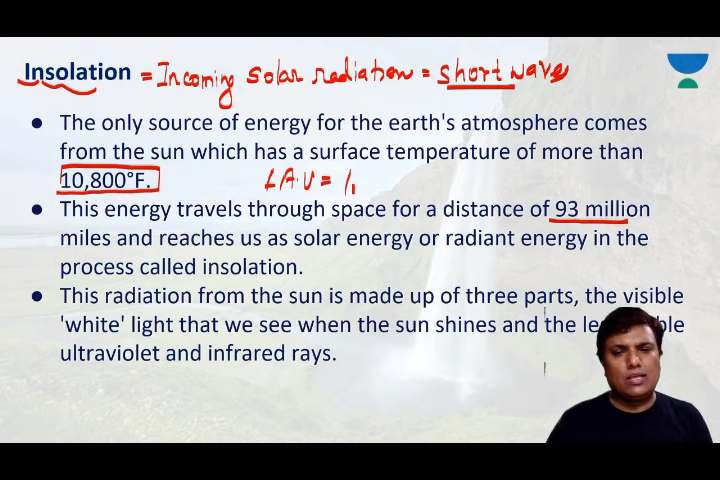 Insolation = Incoming solar radiation = short wave
● The only source of energy for the earth's atmosphere comes
from the sun which has a surface temperature of more than
10,800°F. 1 A.U = 1.
● This energy travels through space for a distance of 93 million
miles and reaches us as solar energy or radiant energy in the
process called insolation.
● This radiation from the sun is made up of three parts, the visible
'white' light that we see when the sun shines and the
ultraviolet and infrared rays.